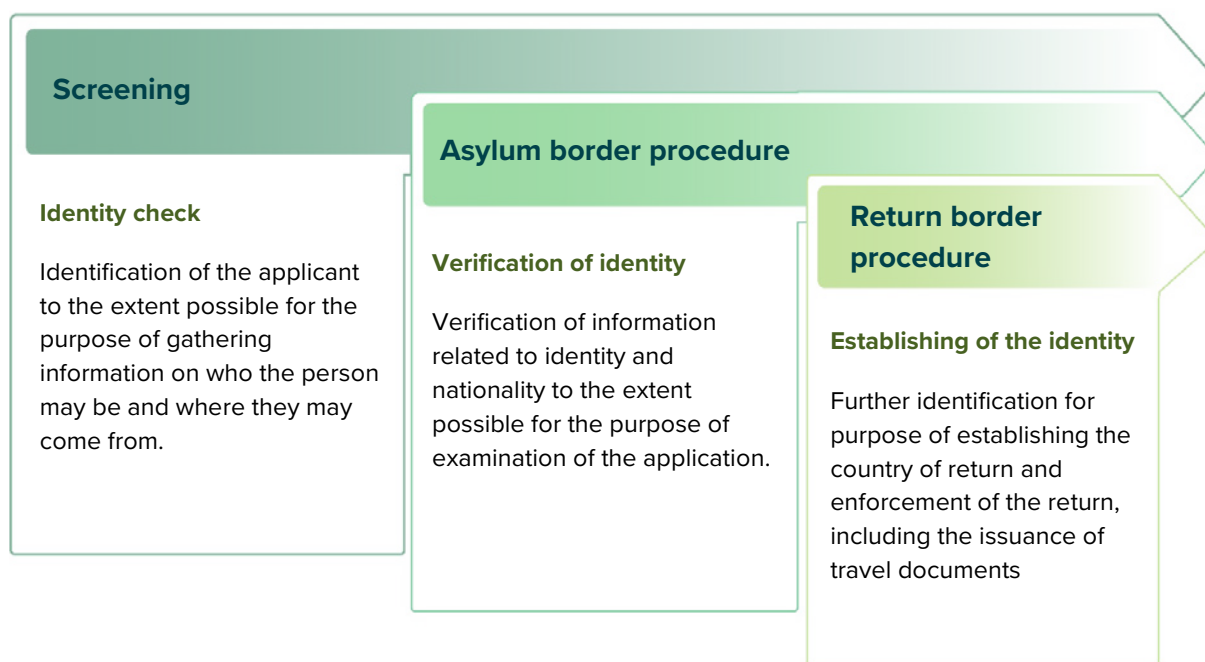 Screening
Identity check
Identification of the applicant
to the extent possible for the
purpose of gathering
information on who the person
may be and where they may
come from.
Asylum border procedure
Verification of identity
Verification of information
related to identity and
nationality to the extent
possible for the purpose of
examination of the application.
Return border
procedure
Establishing of the identity
Further identification for
purpose of establishing the
country of return and
enforcement of the return,
including the issuance of
travel documents